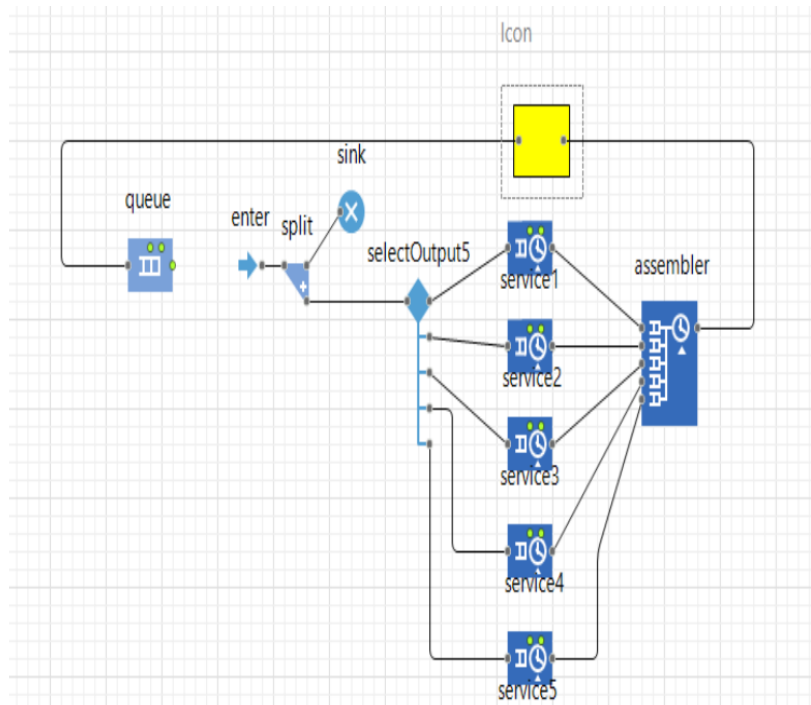 Icon
sink
queue
enter
split
selectOutput5
service1
assembler
service2
service3
service4
service5